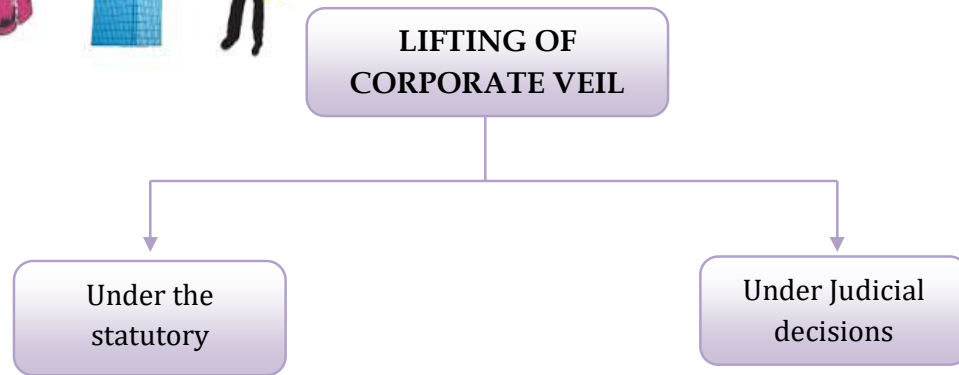 LIFTING OF
CORPORATE VEIL
Under the
statutory
Under Judicial
decisions